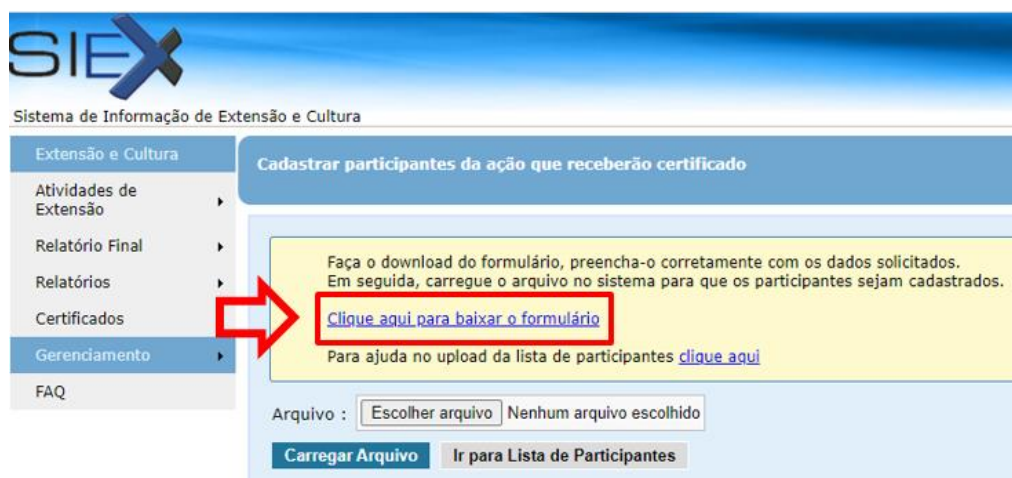 SIEX
Sistema de Informação de Extensão e Cultura
Extensão e Cultura
Atividades de
Extensão
Relatório Final
Relatórios
Certificados
Gerenciamento
FAQ
Cadastrar participantes da ação que receberão certificado
Faça o download do formulário, preencha-o corretamente com os dados solicitados.
Em seguida, carregue o arquivo no sistema para que os participantes sejam cadastrados.
Clique aqui para baixar o formulário
Para ajuda no upload da lista de participantes clique aqui
Arquivo : Escolher arquivo Nenhum arquivo escolhido
Carregar Arquivo Ir para Lista de Participantes